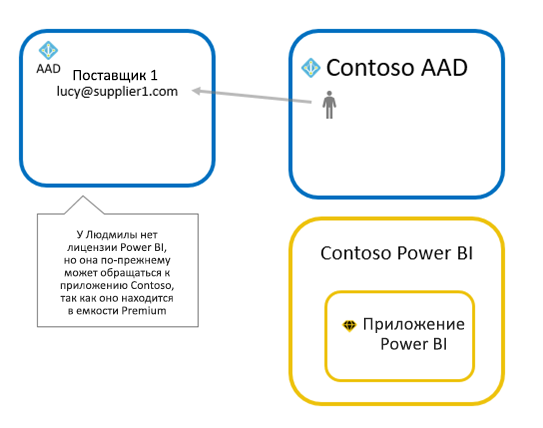 AAD
Поставщик 1
lucy@supplier1.com
Contoso AAD
У Людмилы нет
лицензии Power BI,
но она по-прежнему
может обращаться к
приложению Contoso,
так как оно находится
в емкости Premium
Contoso Power BI
Приложение
Power BI